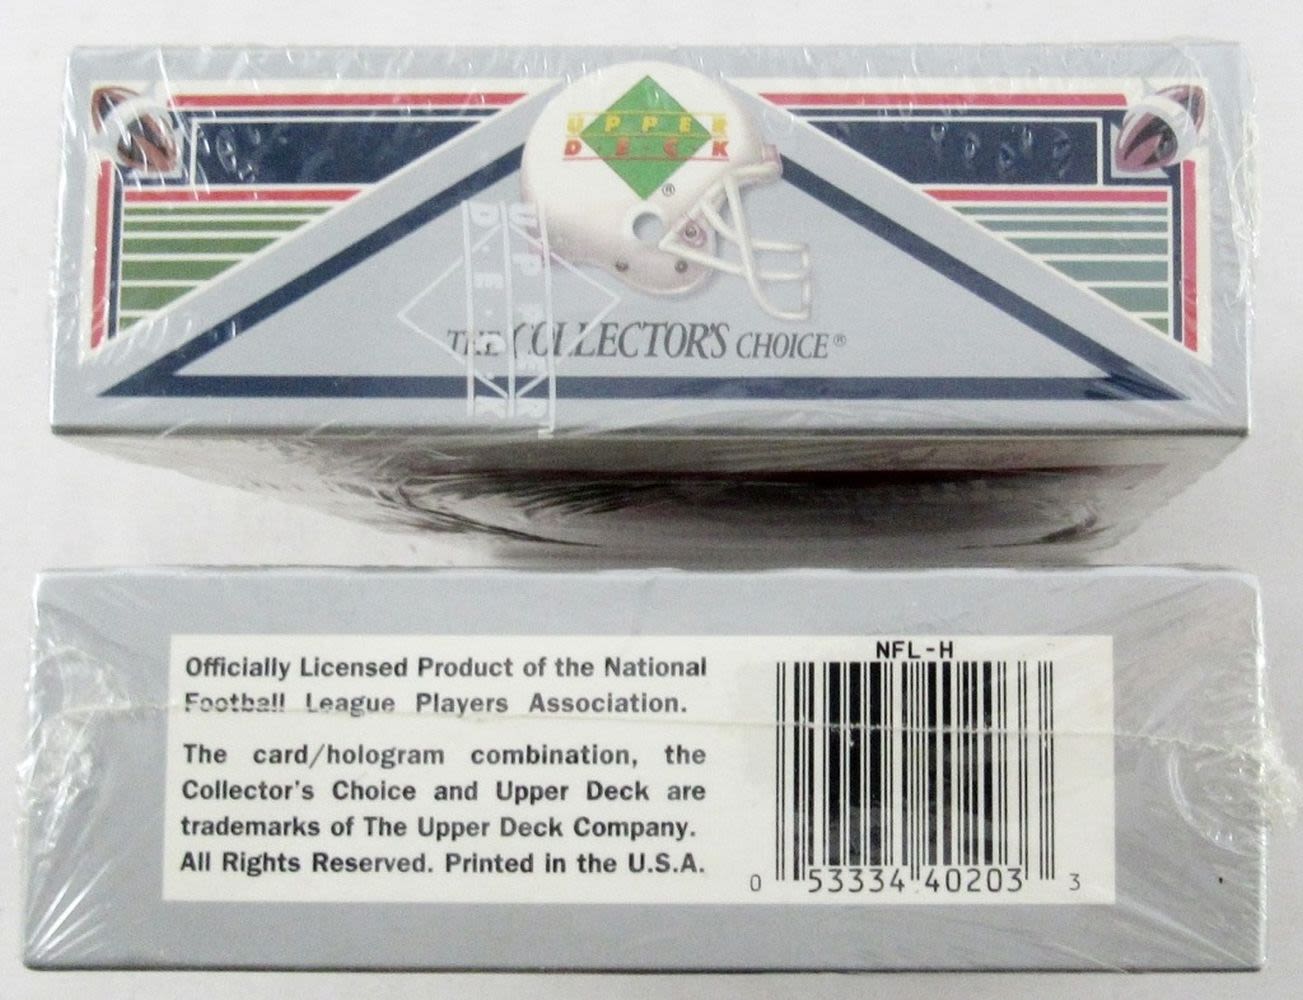 UPPER
DECK
®
THE COLLECTOR'S CHOICE®
UPPER
D·E·C·K
Officially Licensed Product of the National
Football League Players Association.
The card/hologram combination, the
Collector's Choice and Upper Deck are
trademarks of The Upper Deck Company.
All Rights Reserved. Printed in the U.S.A.
NFL-H
0 53334 40203 3